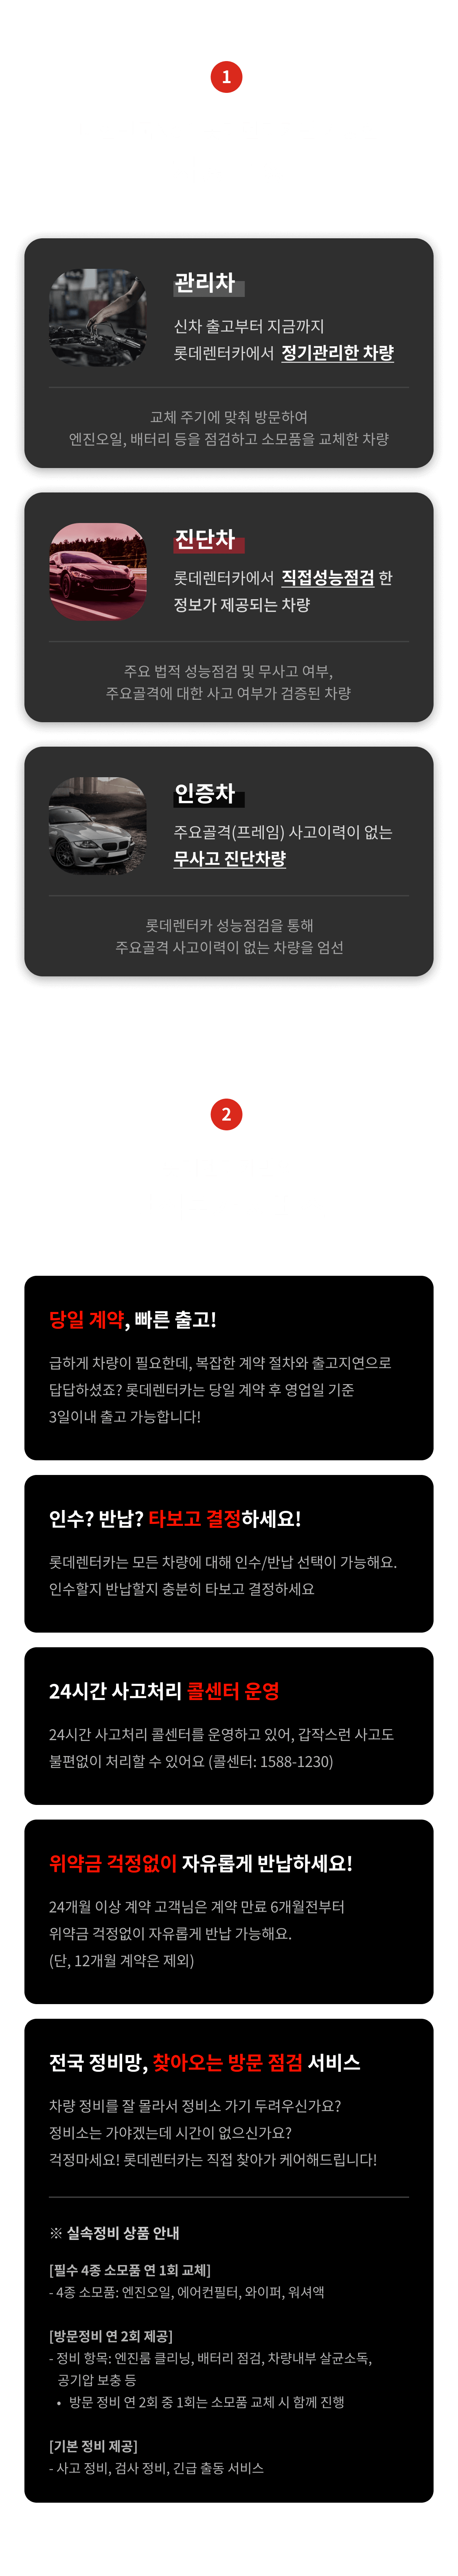 1
관리차
신차 출고부터 지금까지
롯데렌터카에서 정기관리한 차량
교체 주기에 맞춰 방문하여
엔진오일, 배터리 등을 점검하고 소모품을 교체한 차량
진단차
롯데렌터카에서 직접성능점검 한
정보가 제공되는 차량
주요 법적 성능점검 및 무사고 여부,
주요골격에 대한 사고 여부가 검증된 차량
인증차
주요골격(프레임) 사고이력이 없는
무사고 진단차량
롯데렌터카 성능점검을 통해
주요골격 사고이력이 없는 차량을 엄선
2
당일 계약, 빠른 출고!
급하게 차량이 필요한데, 복잡한 계약 절차와 출고지연으로
답답하셨죠? 롯데렌터카는 당일 계약 후 영업일 기준
3일이내 출고 가능합니다!
인수? 반납? 타보고 결정하세요!
롯데렌터카는 모든 차량에 대해 인수/반납 선택이 가능해요.
인수할지 반납할지 충분히 타보고 결정하세요
24시간 사고처리 콜센터 운영
24시간 사고처리 콜센터를 운영하고 있어, 갑작스런 사고도
불편없이 처리할 수 있어요 (콜센터: 1588-1230)
위약금 걱정없이 자유롭게 반납하세요!
24개월 이상 계약 고객님은 계약 만료 6개월전부터
위약금 걱정없이 자유롭게 반납 가능해요.
(단, 12개월 계약은 제외)
전국 정비망, 찾아오는 방문 점검 서비스
차량 정비를 잘 몰라서 정비소 가기 두려우신가요?
정비소는 가야겠는데 시간이 없으신가요?
걱정마세요! 롯데렌터카는 직접 찾아가 케어해드립니다!
※ 실속정비 상품 안내
[필수 4종 소모품 연 1회 교체]
- 4종 소모품: 엔진오일, 에어컨필터, 와이퍼, 워셔액
[방문정비 연 2회 제공]
- 정비 항목: 엔진룸 클리닝, 배터리 점검, 차량내부 살균소독,
공기압 보충 등
• 방문 정비 연 2회 중 1회는 소모품 교체 시 함께 진행
[기본 정비 제공]
- 사고 정비, 검사 정비, 긴급 출동 서비스